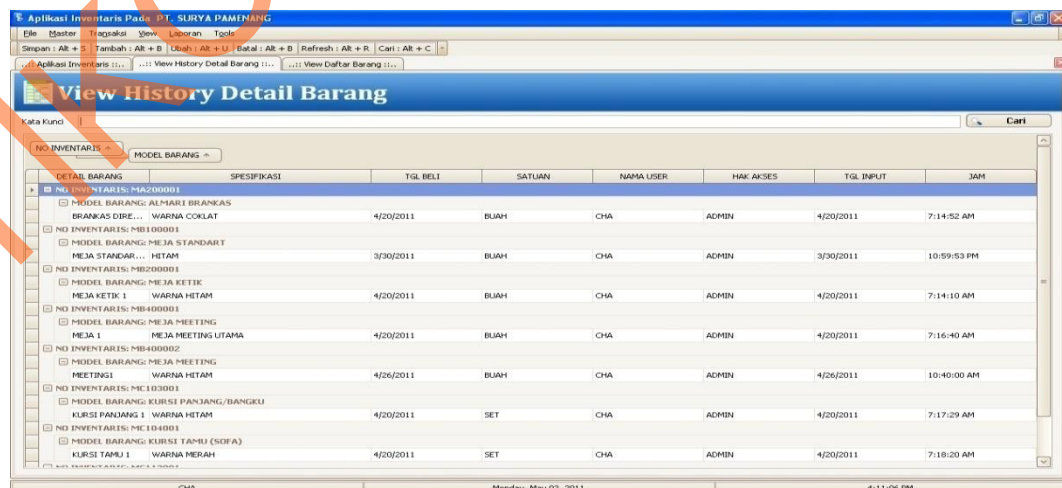 Aplikasi Inventaris Pada PT. SURYA PAMENANG
File Master Transaksi View Laporan Tools
Simpan : Alt + S Tambah : Alt + B Ubah : Alt + U Batal : Alt + B Refresh : Alt + R Cari : Alt + C
..:: Aplikasi Inventaris ::.. ..:: View History Detail Barang ::.. ..:: View Daftar Barang ::..
View History Detail Barang
Kata Kunci Cari
NO INVENTARIS
MODEL BARANG
DETAIL BARANG SPESIFIKASI TGL BELI SATUAN NAMA USER HAK AKSES TGL INPUT JAM
NO INVENTARIS: MA200001
MODEL BARANG: ALMARI BRANKAS
BRANKAS DIRE... WARNA COKLAT 4/20/2011 BUAH CHA ADMIN 4/20/2011 7:14:52 AM
NO INVENTARIS: MB100001
MODEL BARANG: MEJA STANDART
MEJA STANDAR... HITAM 3/30/2011 BUAH CHA ADMIN 3/30/2011 10:59:53 PM
NO INVENTARIS: MB200001
MODEL BARANG: MEJA KETIK
MEJA KETIK 1 WARNA HITAM 4/20/2011 BUAH CHA ADMIN 4/20/2011 7:14:10 AM
NO INVENTARIS: MB400001
MODEL BARANG: MEJA MEETING
MEJA 1 MEJA MEETING UTAMA 4/20/2011 BUAH CHA ADMIN 4/20/2011 7:16:40 AM
NO INVENTARIS: MB400002
MODEL BARANG: MEJA MEETING
MEETING1 WARNA HITAM 4/26/2011 BUAH CHA ADMIN 4/26/2011 10:40:00 AM
NO INVENTARIS: MC103001
MODEL BARANG: KURSI PANJANG/BANGKU
KURSI PANJANG 1 WARNA HITAM 4/20/2011 SET CHA ADMIN 4/20/2011 7:17:29 AM
NO INVENTARIS: MC104001
MODEL BARANG: KURSI TAMU (SOFA)
KURSI TAMU 1 WARNA MERAH 4/20/2011 SET CHA ADMIN 4/20/2011 7:18:20 AM
NO INVENTARIS:
CHA Monday, May 02, 2011 4:11:06 PM